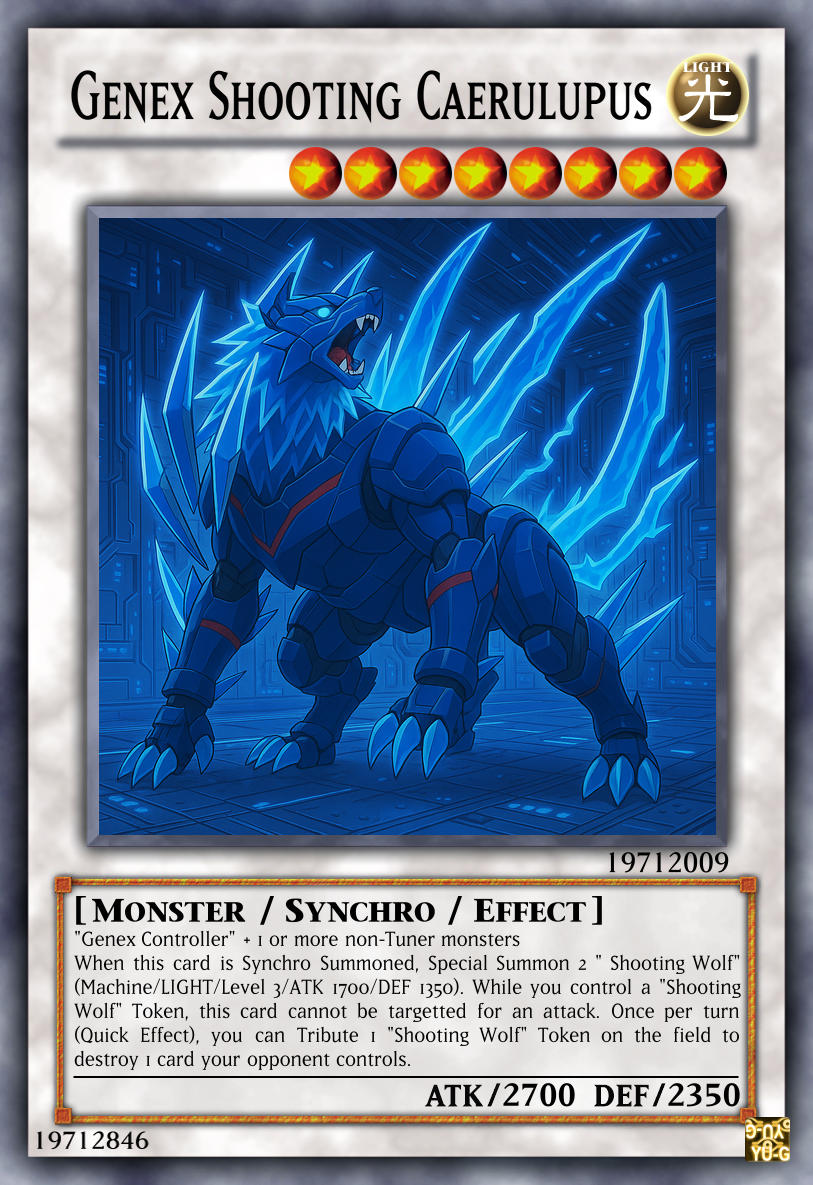 Genex Shooting Caerulupus
LIGHT
光
19712009
[ Monster / Synchro / Effect ]
"Genex Controller" + 1 or more non-Tuner monsters
When this card is Synchro Summoned, Special Summon 2 " Shooting Wolf"
(Machine/LIGHT/Level 3/ATK 1700/DEF 1350). While you control a "Shooting
Wolf" Token, this card cannot be targetted for an attack. Once per turn
(Quick Effect), you can Tribute 1 "Shooting Wolf" Token on the field to
destroy 1 card your opponent controls.
ATK/2700 DEF/2350
19712846